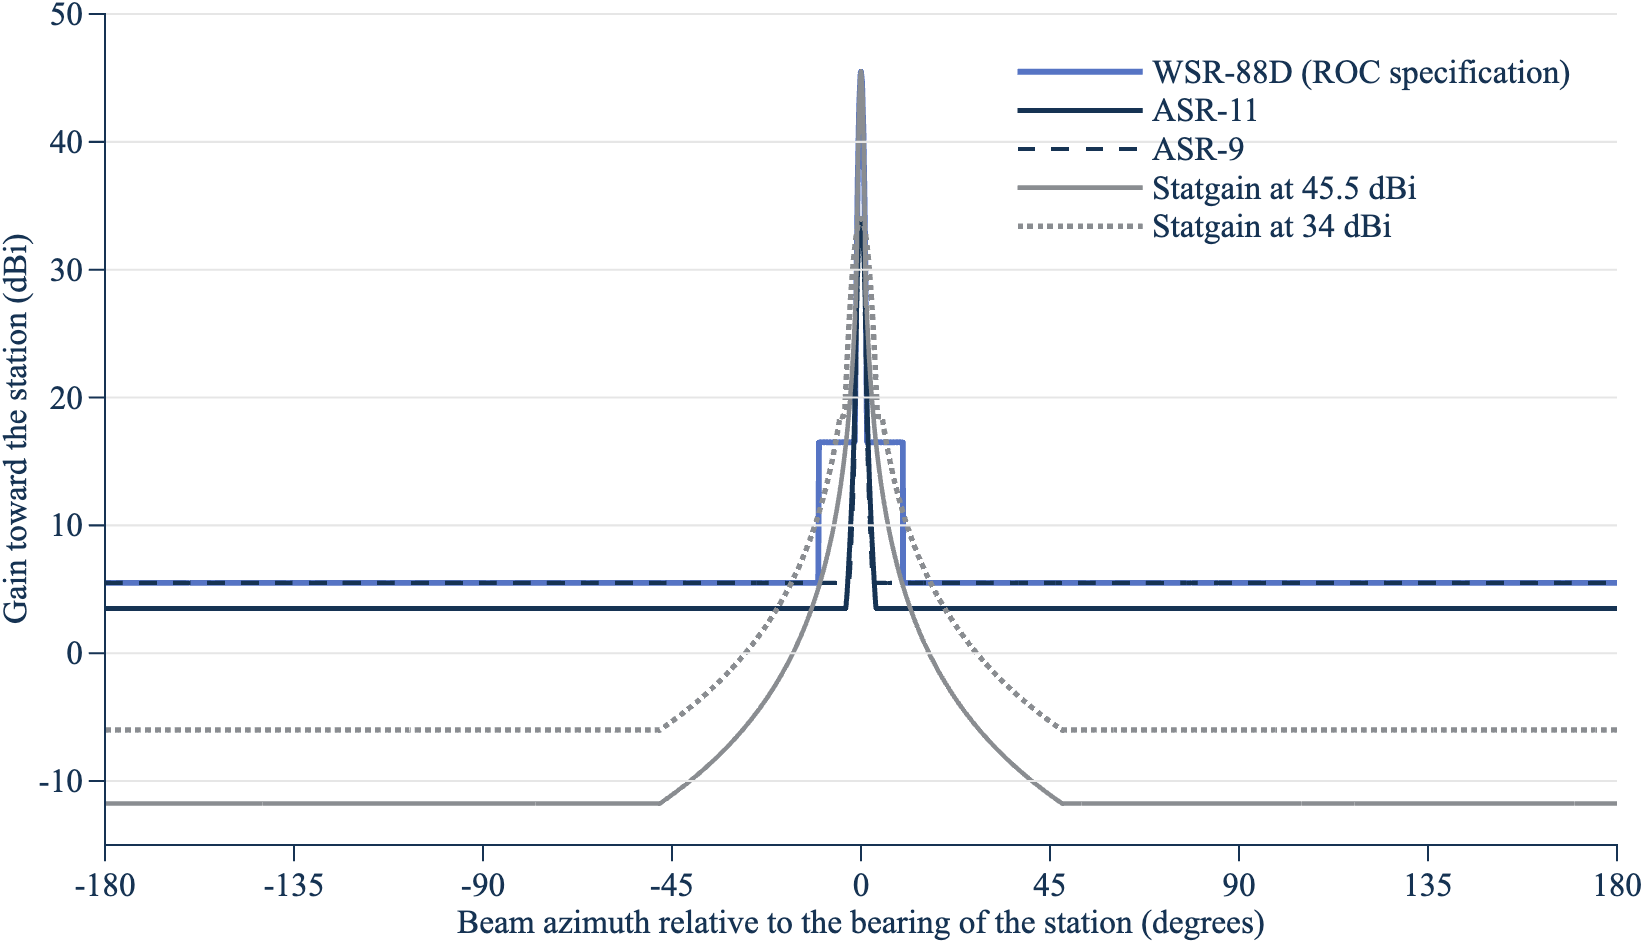 50
40
30
20
10
0
-10
Gain toward the station (dBi)
WSR-88D (ROC specification)
ASR-11
ASR-9
Statgain at 45.5 dBi
Statgain at 34 dBi
-180 -135 -90 -45 0 45 90 135 180
Beam azimuth relative to the bearing of the station (degrees)